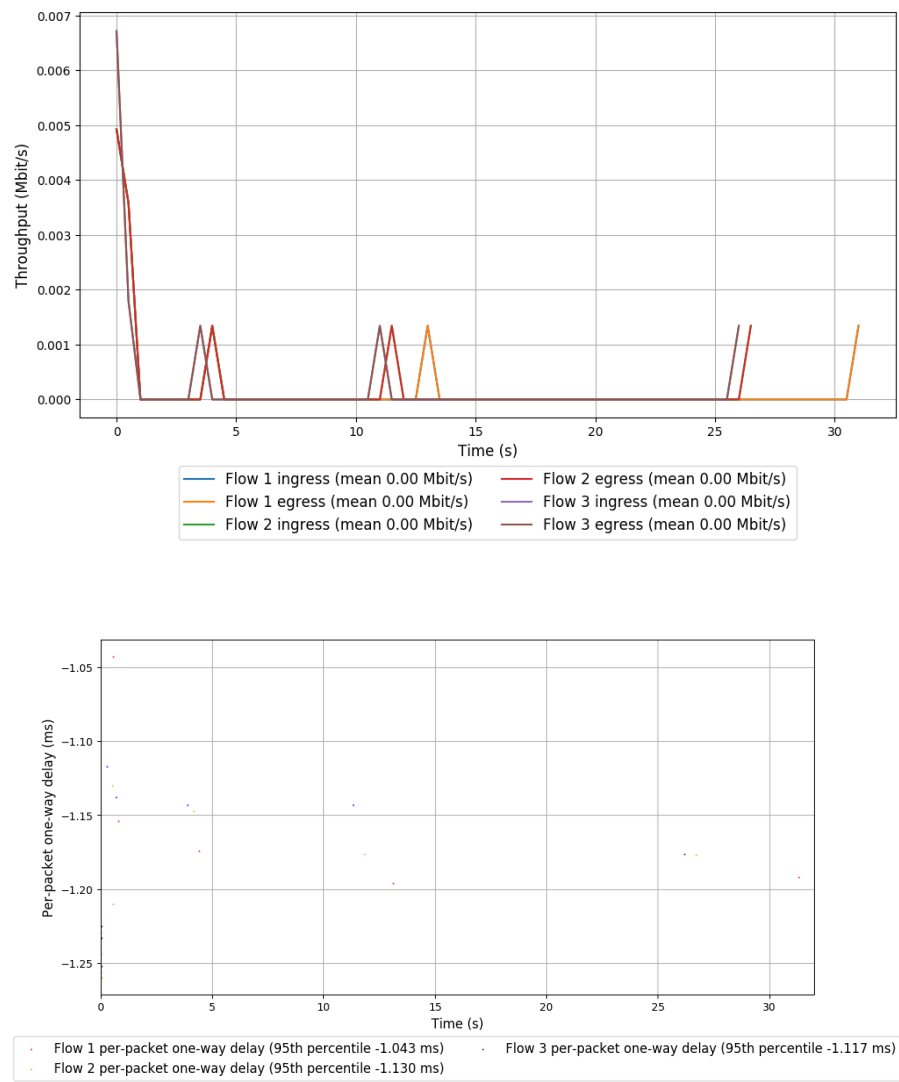 0.007
0.006
0.005
0.004
0.003
0.002
0.001
0.000
Throughput (Mbit/s)
0 5 10 15 20 25 30
Time (s)
Flow 1 ingress (mean 0.00 Mbit/s) Flow 2 egress (mean 0.00 Mbit/s)
Flow 1 egress (mean 0.00 Mbit/s) Flow 3 ingress (mean 0.00 Mbit/s)
Flow 2 ingress (mean 0.00 Mbit/s) Flow 3 egress (mean 0.00 Mbit/s)
−1.05
−1.10
−1.15
−1.20
−1.25
Per-packet one-way delay (ms)
0 5 10 15 20 25 30
Time (s)
Flow 1 per-packet one-way delay (95th percentile -1.043 ms) Flow 3 per-packet one-way delay (95th percentile -1.117 ms)
Flow 2 per-packet one-way delay (95th percentile -1.130 ms)